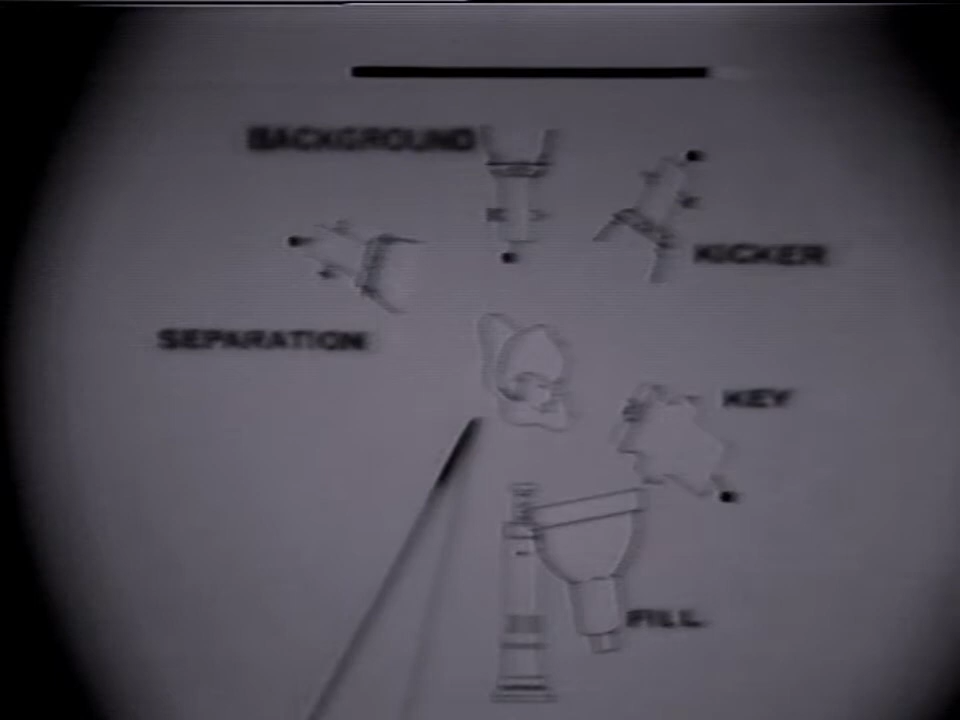 BACKGROUND
KICKER
SEPARATION
KEY
FILL